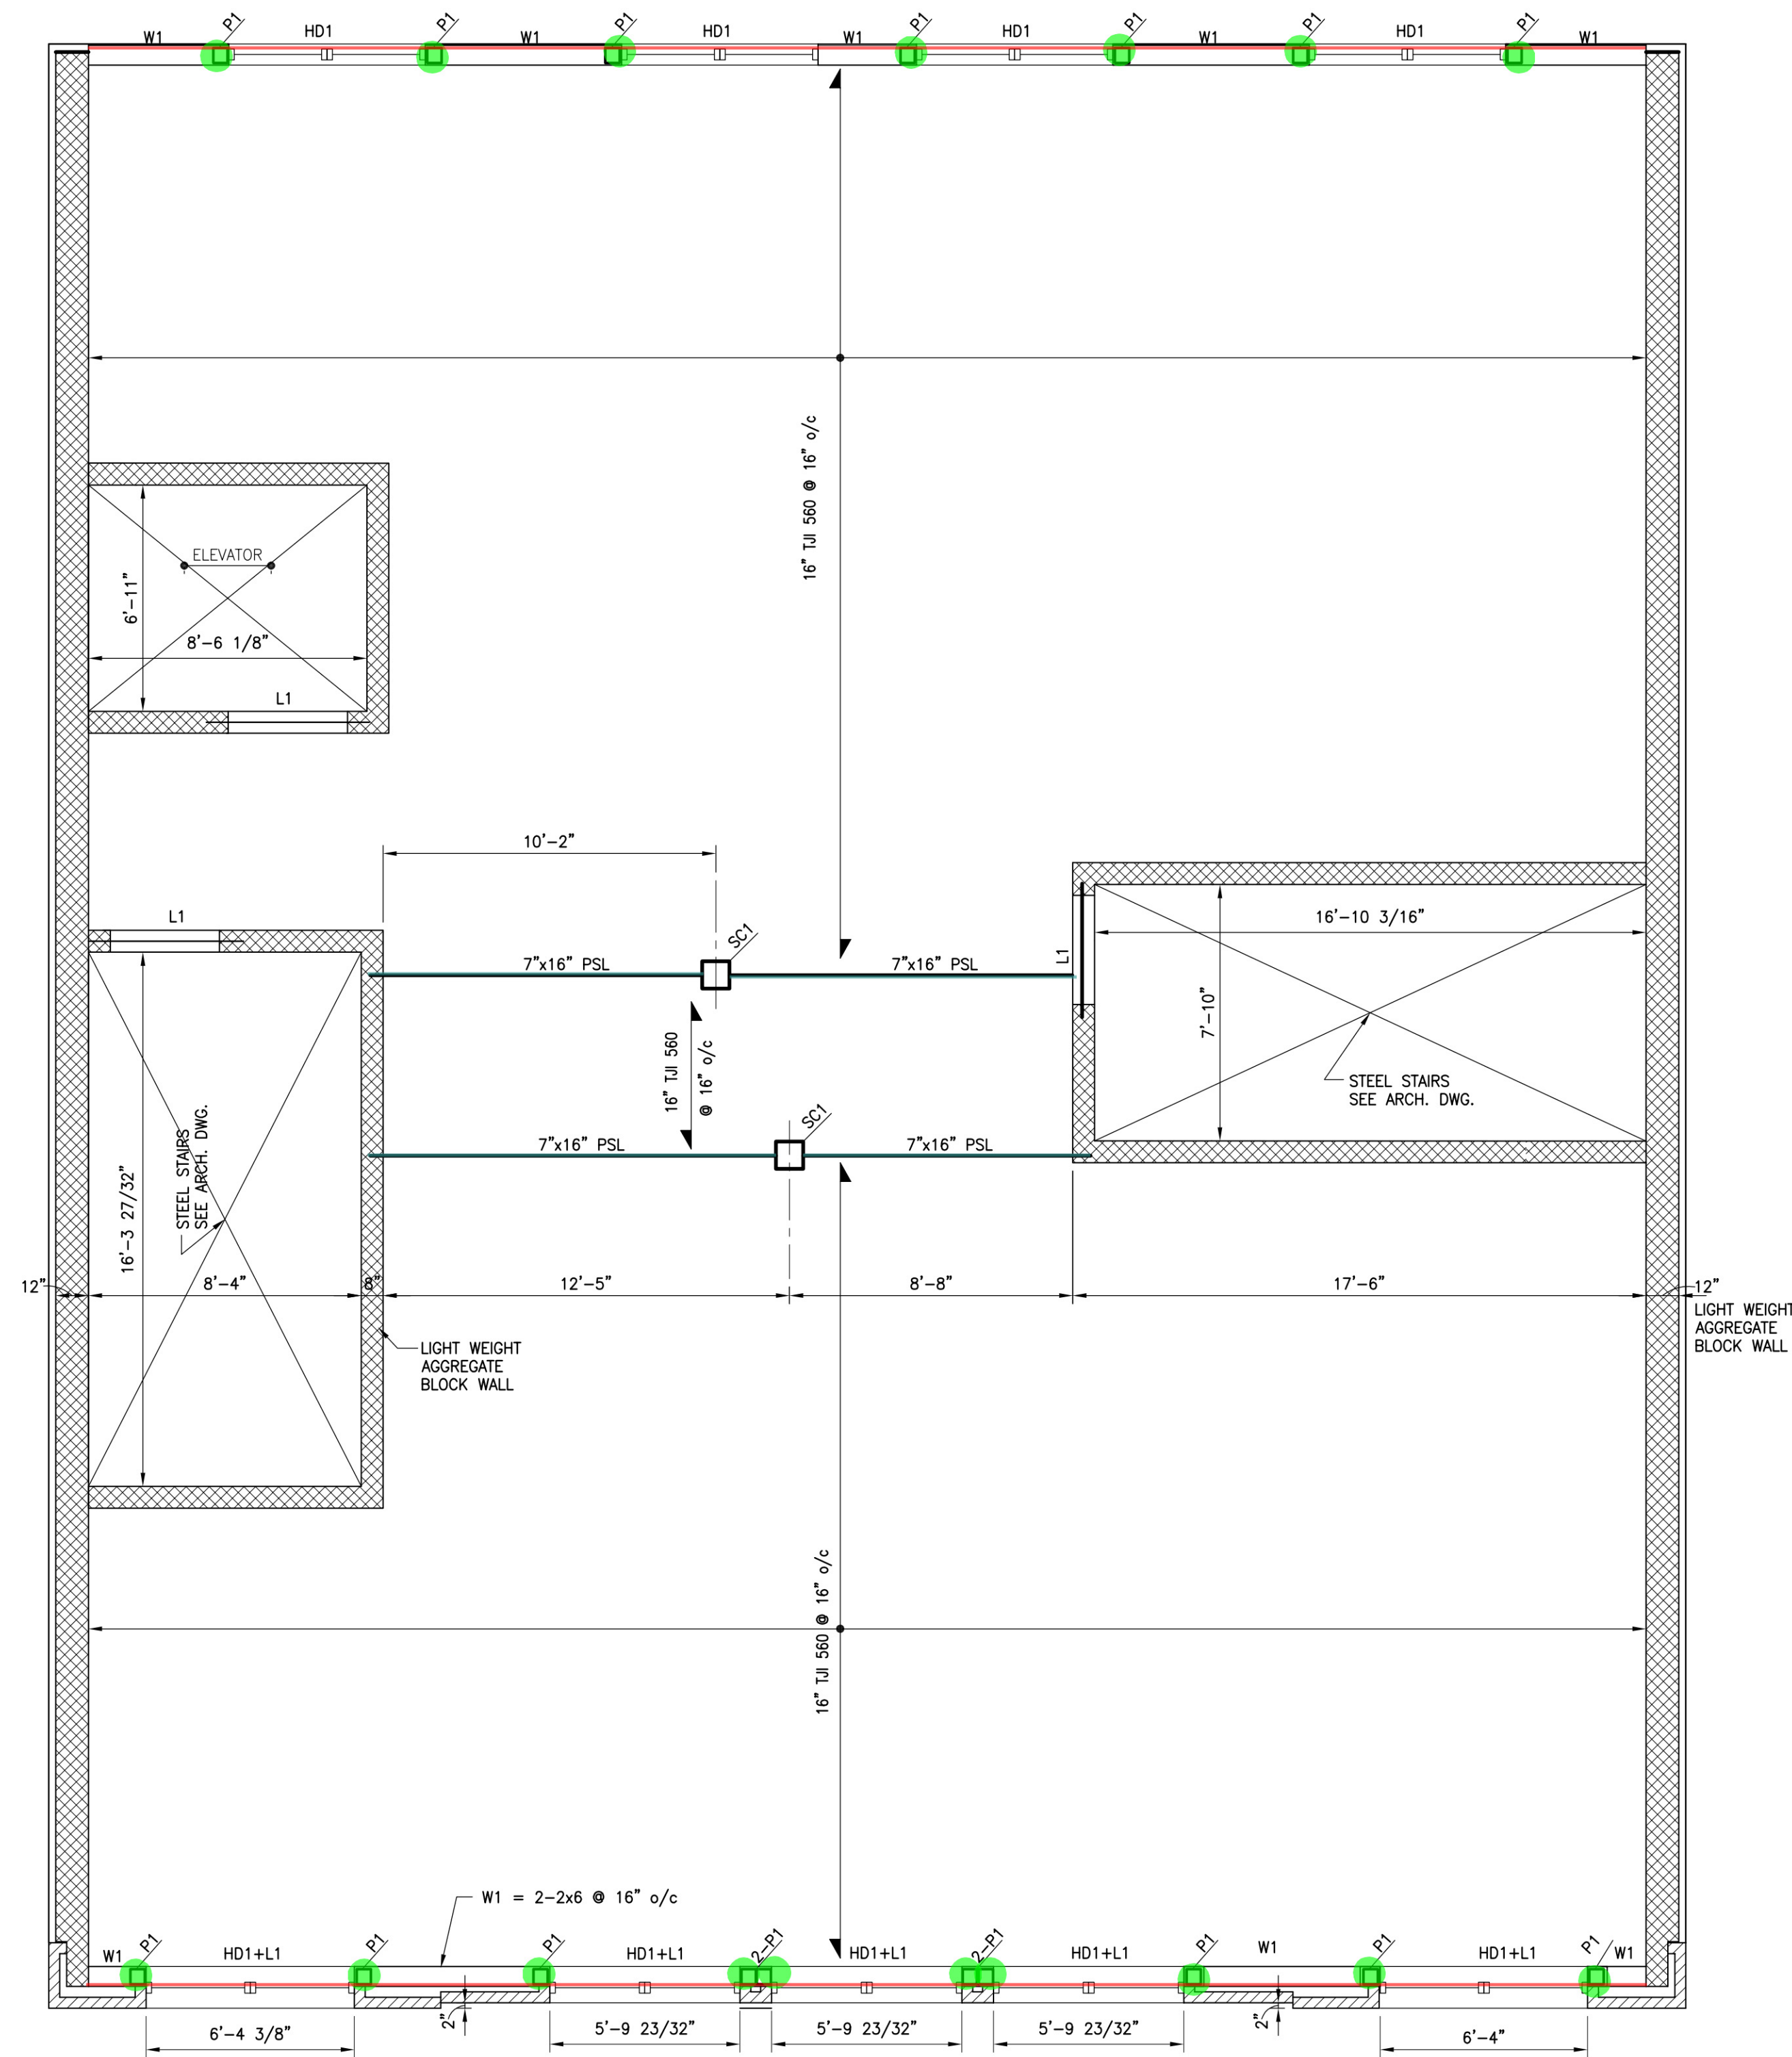 P1
P1
P1
P1
P1
P1
P1
W1
HD1
W1
HD1
W1
HD1
W1
HD1
W1
16" TJI 560 @ 16" o/c
ELEVATOR
6'-11"
8'-6 1/8"
L1
10'-2"
L1
16'-10 3/16"
SC1
7"x16" PSL
7"x16" PSL
L1
7'-10"
16" TJI 560
@ 16" o/c
STEEL STAIRS
SEE ARCH. DWG.
STEEL STAIRS
SEE ARCH. DWG.
SC1
7"x16" PSL
7"x16" PSL
16'-3 27/32"
12"
8'-4"
8"
12'-5"
8'-8"
17'-6"
12"
LIGHT WEIGHT
AGGREGATE
BLOCK WALL
LIGHT WEIGHT
AGGREGATE
BLOCK WALL
16" TJI 560 @ 16" o/c
W1 = 2-2x6 @ 16" o/c
W1
P1
HD1+L1
P1
P1
HD1+L1
2-P1
HD1+L1
2-P1
HD1+L1
P1
W1
P1
HD1+L1
P1
W1
2"
2"
6'-4 3/8"
5'-9 23/32"
5'-9 23/32"
5'-9 23/32"
6'-4"